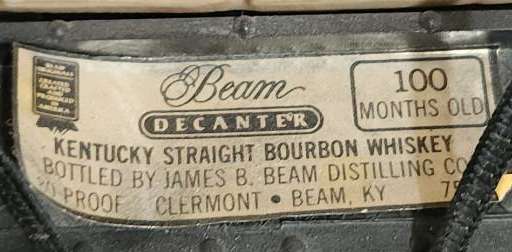 Beam
DECANTER
100
MONTHS OLD
KENTUCKY STRAIGHT BOURBON WHISKEY
BOTTLED BY JAMES B. BEAM DISTILLING CO
PROOF CLERMONT • BEAM, KY 75